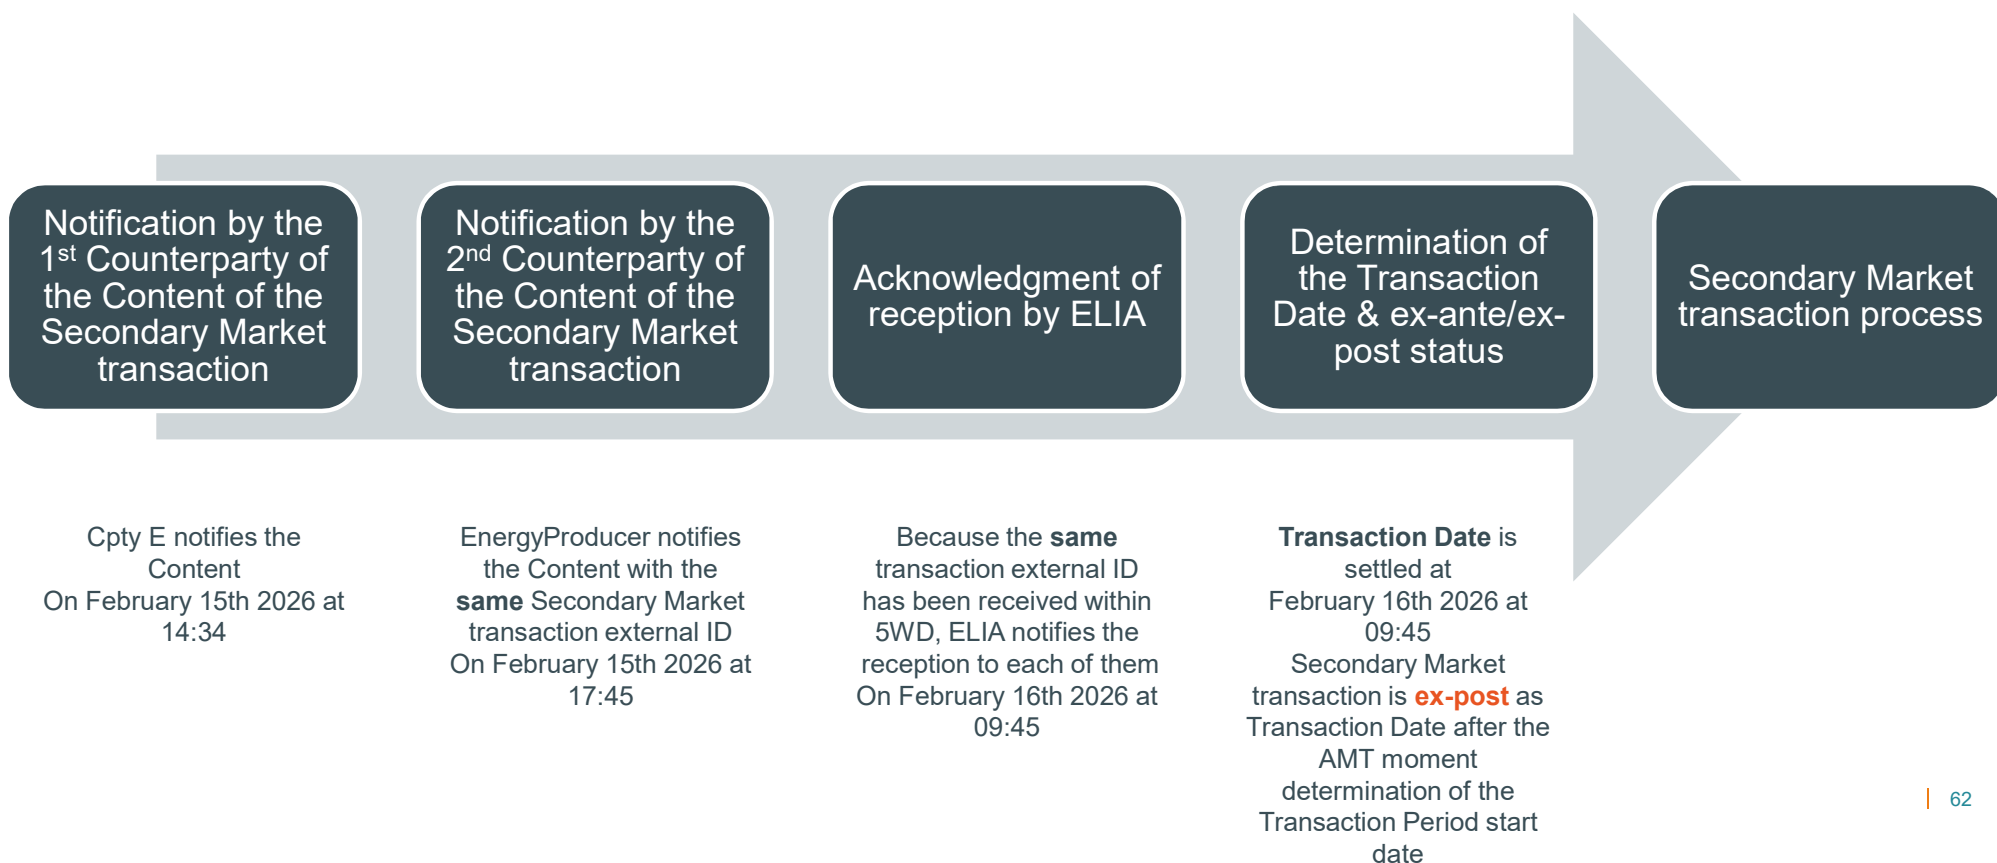 Notification by the
1st Counterparty of
the Content of the
Secondary Market
transaction
Notification by the
2nd Counterparty of
the Content of the
Secondary Market
transaction
Acknowledgment of
reception by ELIA
Determination of
the Transaction
Date & ex-ante/ex-
post status
Secondary Market
transaction process
Cpty E notifies the
Content
On February 15th 2026 at
14:34
EnergyProducer notifies
the Content with the
same Secondary Market
transaction external ID
On February 15th 2026 at
17:45
Because the same
transaction external ID
has been received within
5WD, ELIA notifies the
reception to each of them
On February 16th 2026 at
09:45
Transaction Date is
settled at
February 16th 2026 at
09:45
Secondary Market
transaction is ex-post as
Transaction Date after the
AMT moment
determination of the
Transaction Period start
date
62